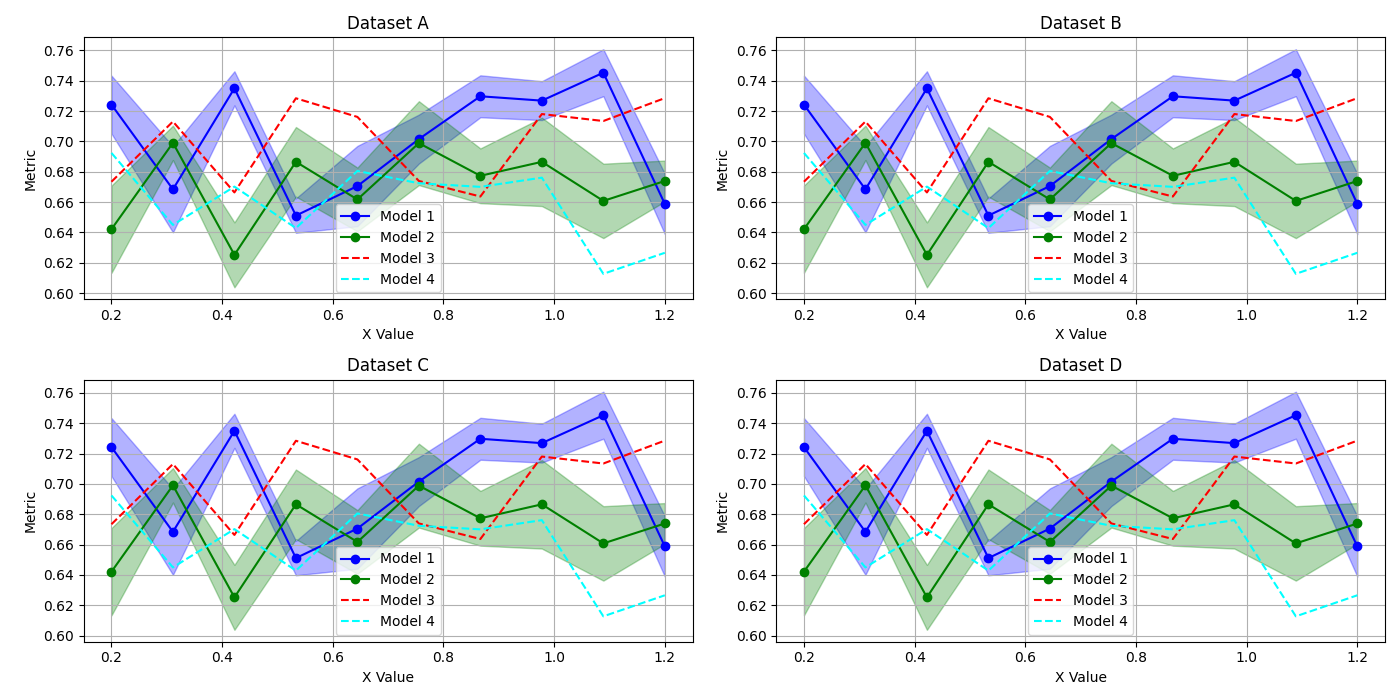 Dataset A
0.76
0.74
0.72
0.70
0.68
0.66
0.64
0.62
0.60
Metric
0.2 0.4 0.6 0.8 1.0 1.2
X Value
Model 1
Model 2
Model 3
Model 4
Dataset B
0.76
0.74
0.72
0.70
0.68
0.66
0.64
0.62
0.60
Metric
0.2 0.4 0.6 0.8 1.0 1.2
X Value
Model 1
Model 2
Model 3
Model 4
Dataset C
0.76
0.74
0.72
0.70
0.68
0.66
0.64
0.62
0.60
Metric
0.2 0.4 0.6 0.8 1.0 1.2
X Value
Model 1
Model 2
Model 3
Model 4
Dataset D
0.76
0.74
0.72
0.70
0.68
0.66
0.64
0.62
0.60
Metric
0.2 0.4 0.6 0.8 1.0 1.2
X Value
Model 1
Model 2
Model 3
Model 4